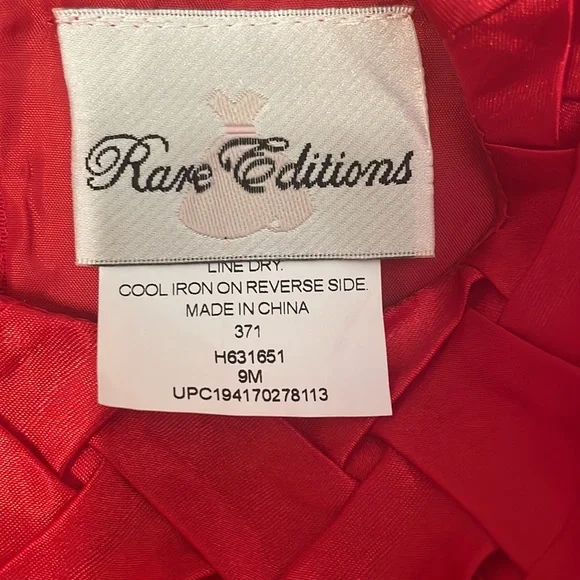 Rare Editions
LINE DRY.
COOL IRON ON REVERSE SIDE.
MADE IN CHINA
371
H631651
9M
UPC194170278113